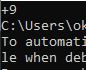 +9
C:\Users\ok
To automati
le when deb